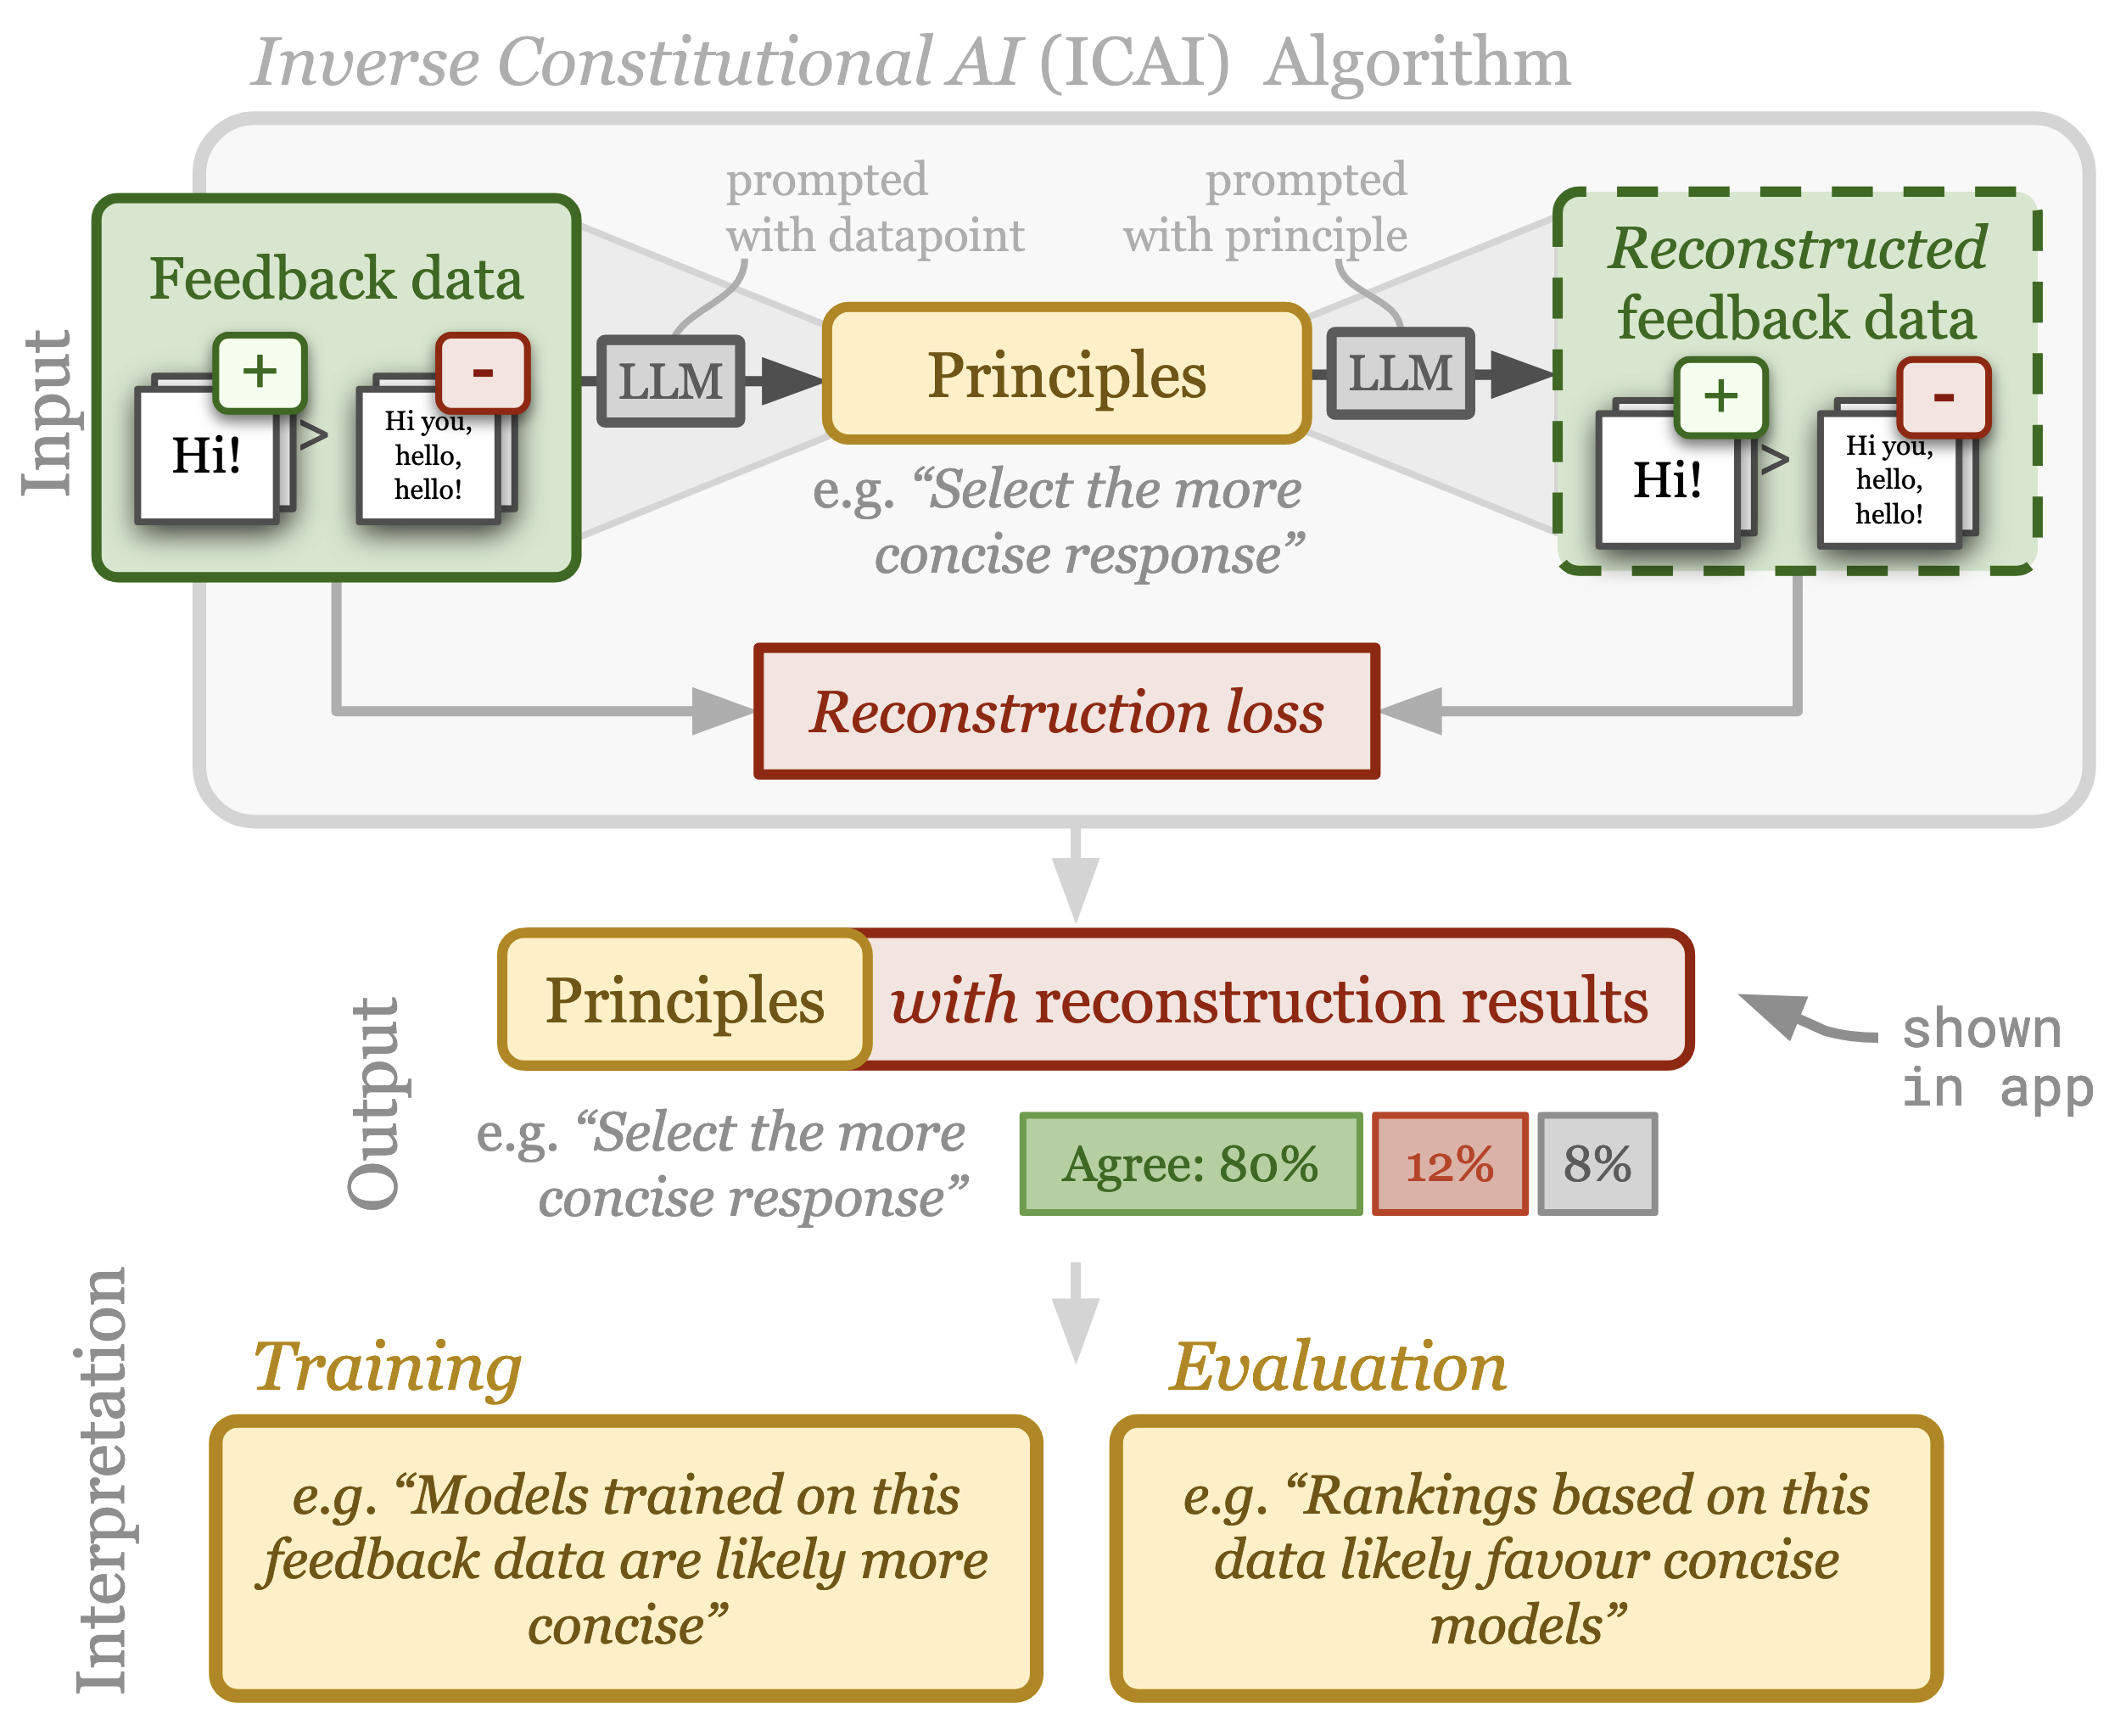 Inverse Constitutional AI (ICAI) Algorithm
Input
prompted
with datapoint
prompted
with principle
Feedback data
+
-
Hi!
>
Hi you,
hello,
hello!
LLM
Principles
e.g. “Select the more
concise response”
LLM
Reconstructed
feedback data
+
-
Hi!
>
Hi you,
hello,
hello!
Reconstruction loss
Output
Principles with reconstruction results
shown
in app
e.g. “Select the more
concise response”
Agree: 80%
12%
8%
Interpretation
Training
e.g. “Models trained on this
feedback data are likely more
concise”
Evaluation
e.g. “Rankings based on this
data likely favour concise
models”